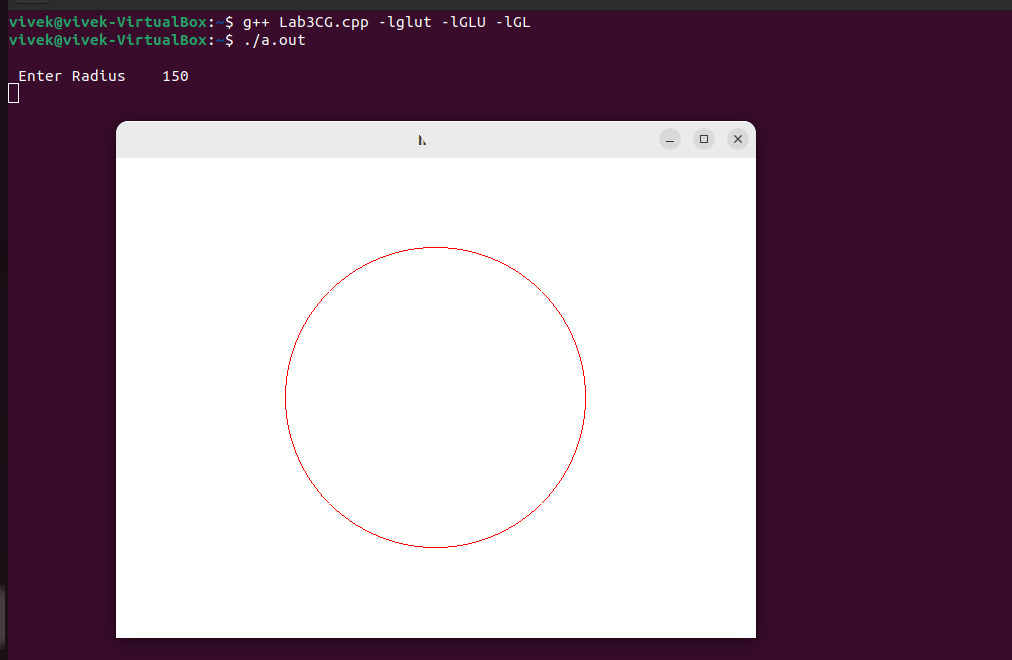 vivek@vivek-VirtualBox:~$ g++ Lab3CG.cpp -lglut -lGLU -lGL
vivek@vivek-VirtualBox:~$ ./a.out
Enter Radius    150